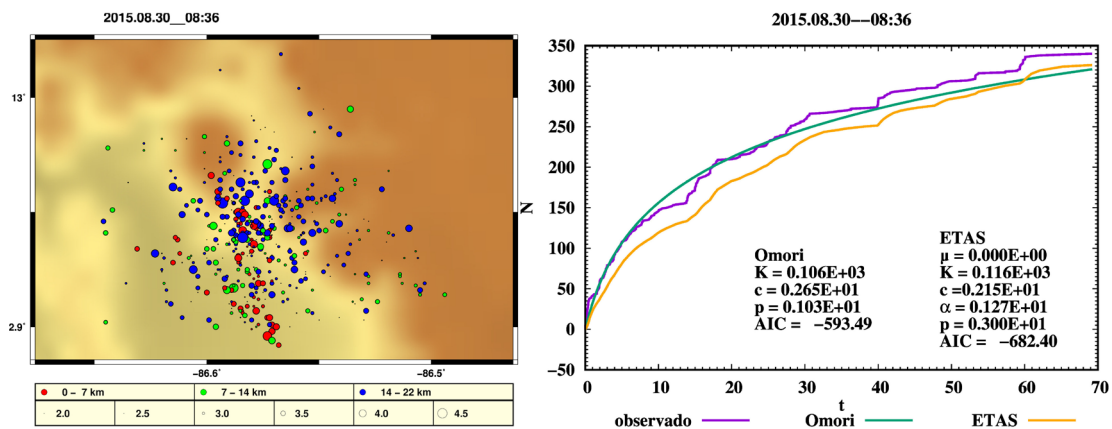 2015.08.30__08:36
13˚
2.9˚
−86.6˚
−86.5˚
0 – 7 km
7 – 14 km
14 – 22 km
2.0
2.5
3.0
3.5
4.0
4.5
2015.08.30−−08:36
N
350
300
250
200
150
100
50
0
−50
Omori
K = 0.106E+03
c = 0.265E+01
p = 0.103E+01
AIC = −593.49
ETAS
μ = 0.000E+00
K = 0.116E+03
c =0.215E+01
α = 0.127E+01
p = 0.300E+01
AIC = −682.40
0 10 20 30 40 50 60 70
t
observado Omori ETAS